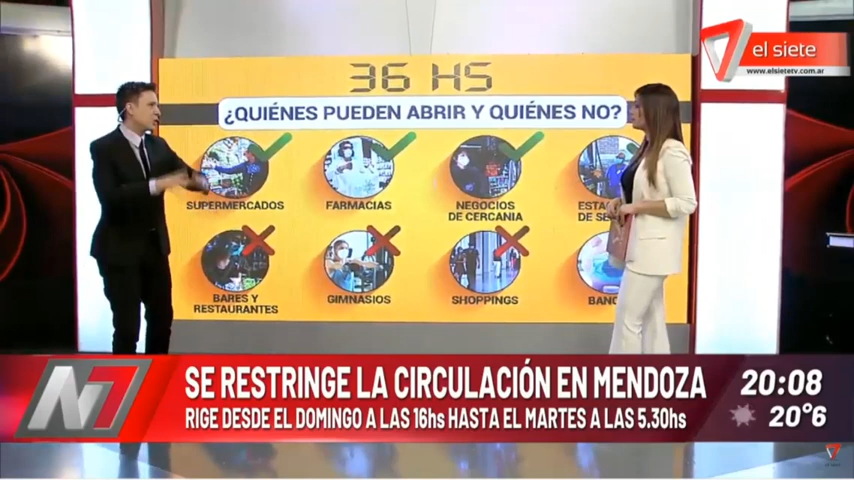 el siete
www.elsietetv.com.ar
36 HS
¿QUIÉNES PUEDEN ABRIR Y QUIÉNES NO?
SUPERMERCADOS
FARMACIAS
NEGOCIOS
DE CERCANIA
BARES Y
RESTAURANTES
GIMNASIOS
SHOPPINGS
N7
SE RESTRINGE LA CIRCULACIÓN EN MENDOZA
RIGE DESDE EL DOMINGO A LAS 16hs HASTA EL MARTES A LAS 5.30hs
20:08
20°6